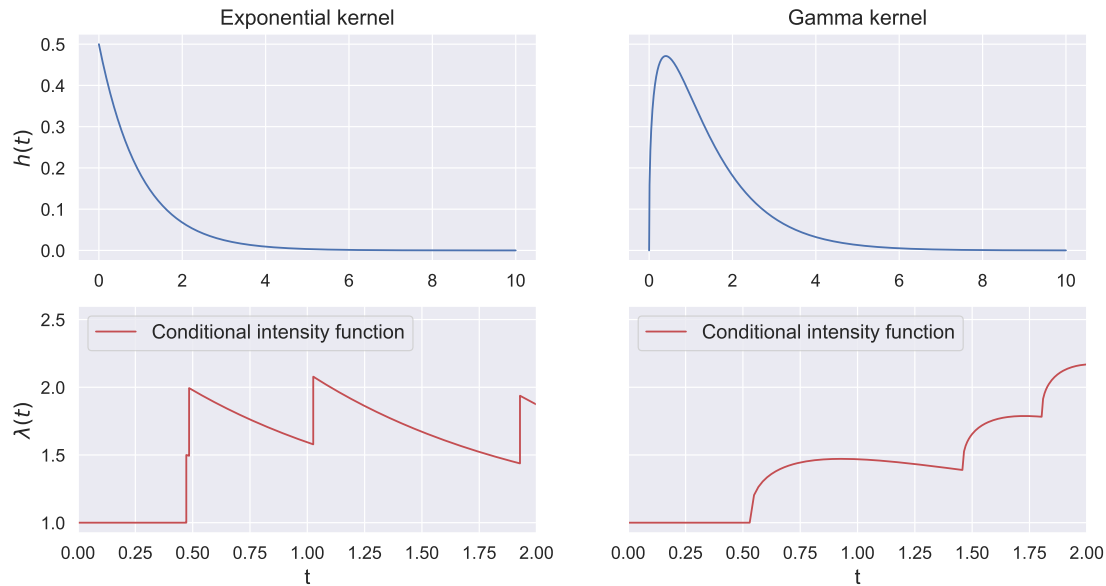 Exponential kernel
Gamma kernel
h(t)
0.5
0.4
0.3
0.2
0.1
0.0
0 2 4 6 8 10
0 2 4 6 8 10
λ(t)
2.5
2.0
1.5
1.0
Conditional intensity function
Conditional intensity function
0.00 0.25 0.50 0.75 1.00 1.25 1.50 1.75 2.00
0.00 0.25 0.50 0.75 1.00 1.25 1.50 1.75 2.00
t
t